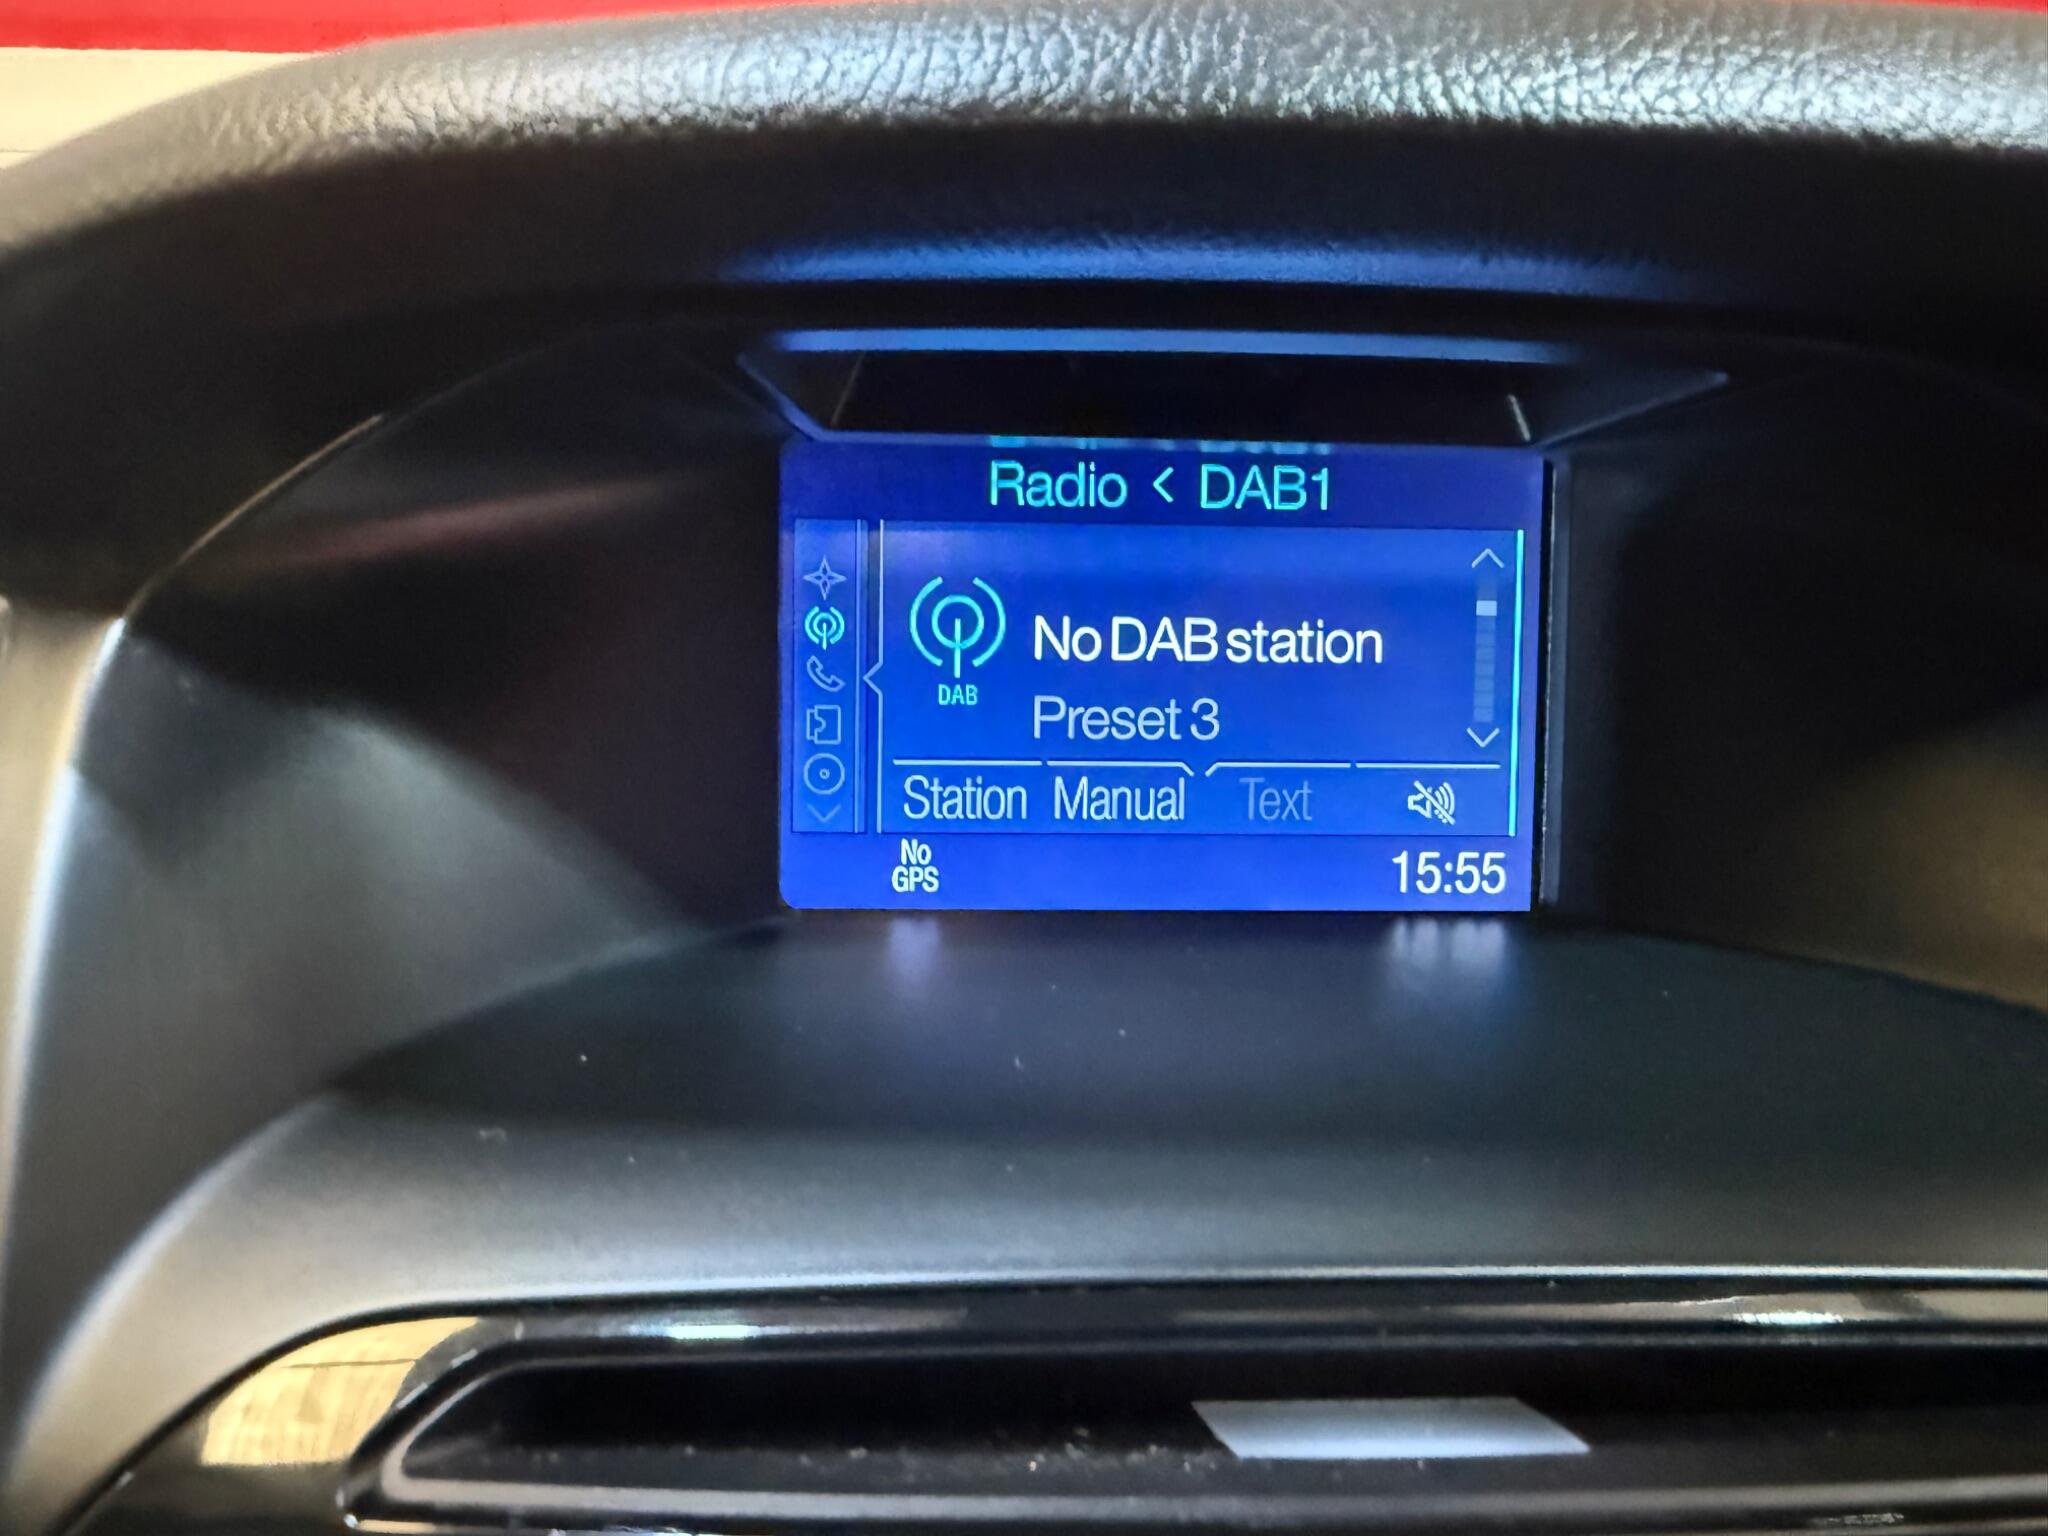 Radio < DAB1
DAB
No DAB station
Preset 3
Station Manual Text
No
GPS
15:55